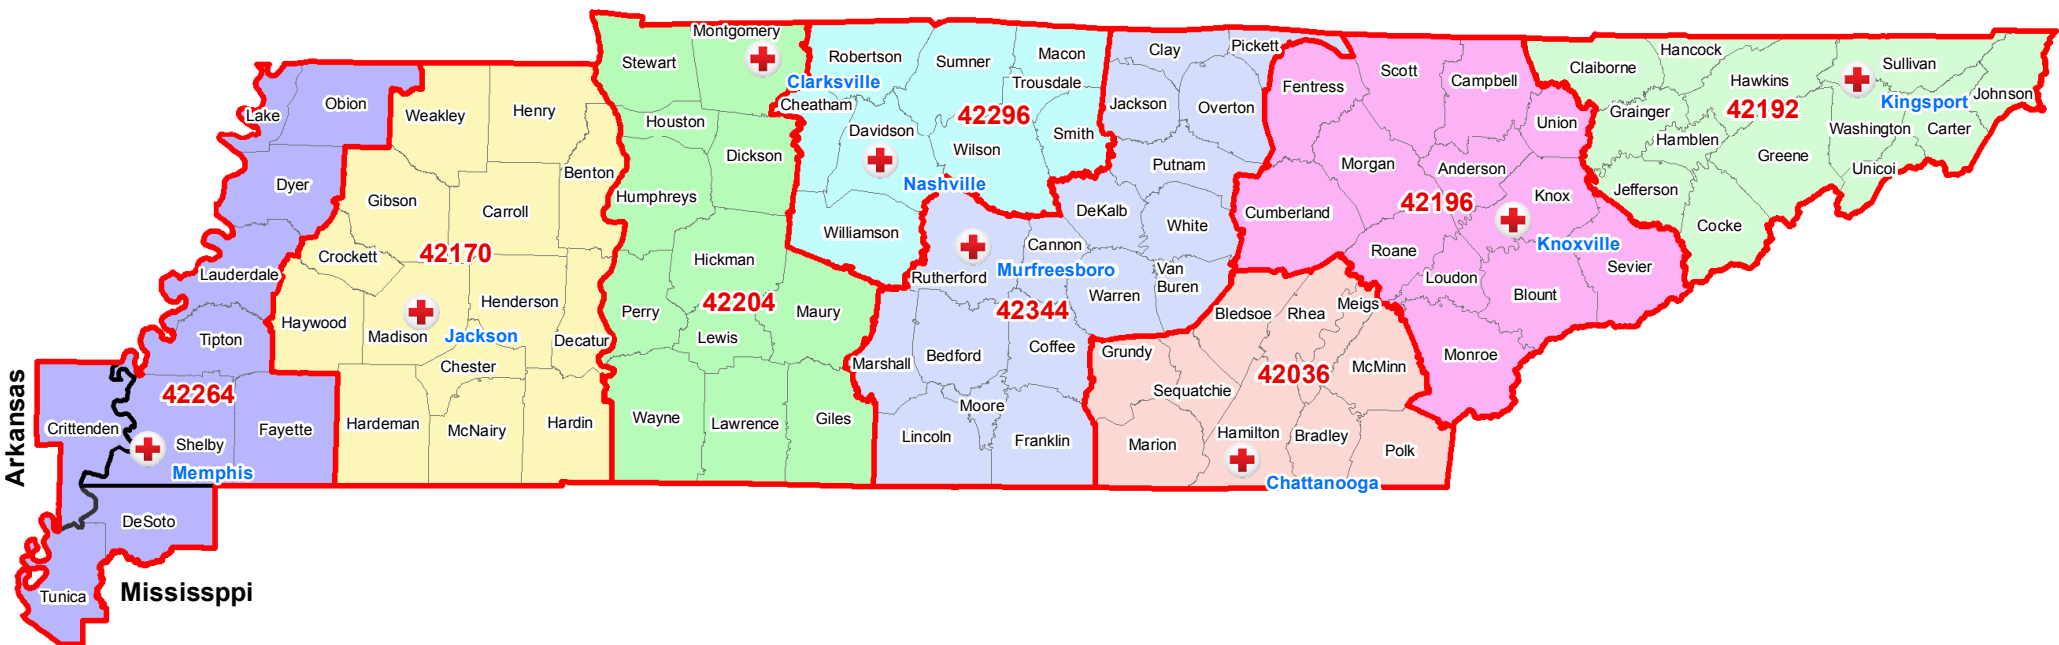 Arkansas
Mississppi
42264
Memphis
Lake
Obion
Dyer
Lauderdale
Tipton
Crittenden
Shelby
Fayette
DeSoto
Tunica
42170
Jackson
Weakley
Henry
Benton
Gibson
Carroll
Crockett
Haywood
Madison
Henderson
Decatur
Chester
Hardeman
McNairy
Hardin
42204
Clarksville
Montgomery
Stewart
Houston
Dickson
Humphreys
Hickman
Perry
Lewis
Maury
Wayne
Lawrence
Giles
42296
Nashville
Robertson
Sumner
Macon
Trousdale
Cheatham
Davidson
Wilson
Smith
Williamson
42344
Murfreesboro
Clay
Pickett
Jackson
Overton
Putnam
DeKalb
White
Cannon
Rutherford
Warren
Van
Buren
Marshall
Bedford
Coffee
Moore
Lincoln
Franklin
42036
Chattanooga
Bledsoe
Rhea
Meigs
Grundy
Sequatchie
McMinn
Marion
Hamilton
Bradley
Polk
42196
Knoxville
Fentress
Scott
Campbell
Union
Morgan
Anderson
Knox
Cumberland
Roane
Loudon
Blount
Sevier
Monroe
42192
Kingsport
Claiborne
Hancock
Hawkins
Sullivan
Johnson
Grainger
Hamblen
Washington
Carter
Greene
Unicoi
Jefferson
Cocke